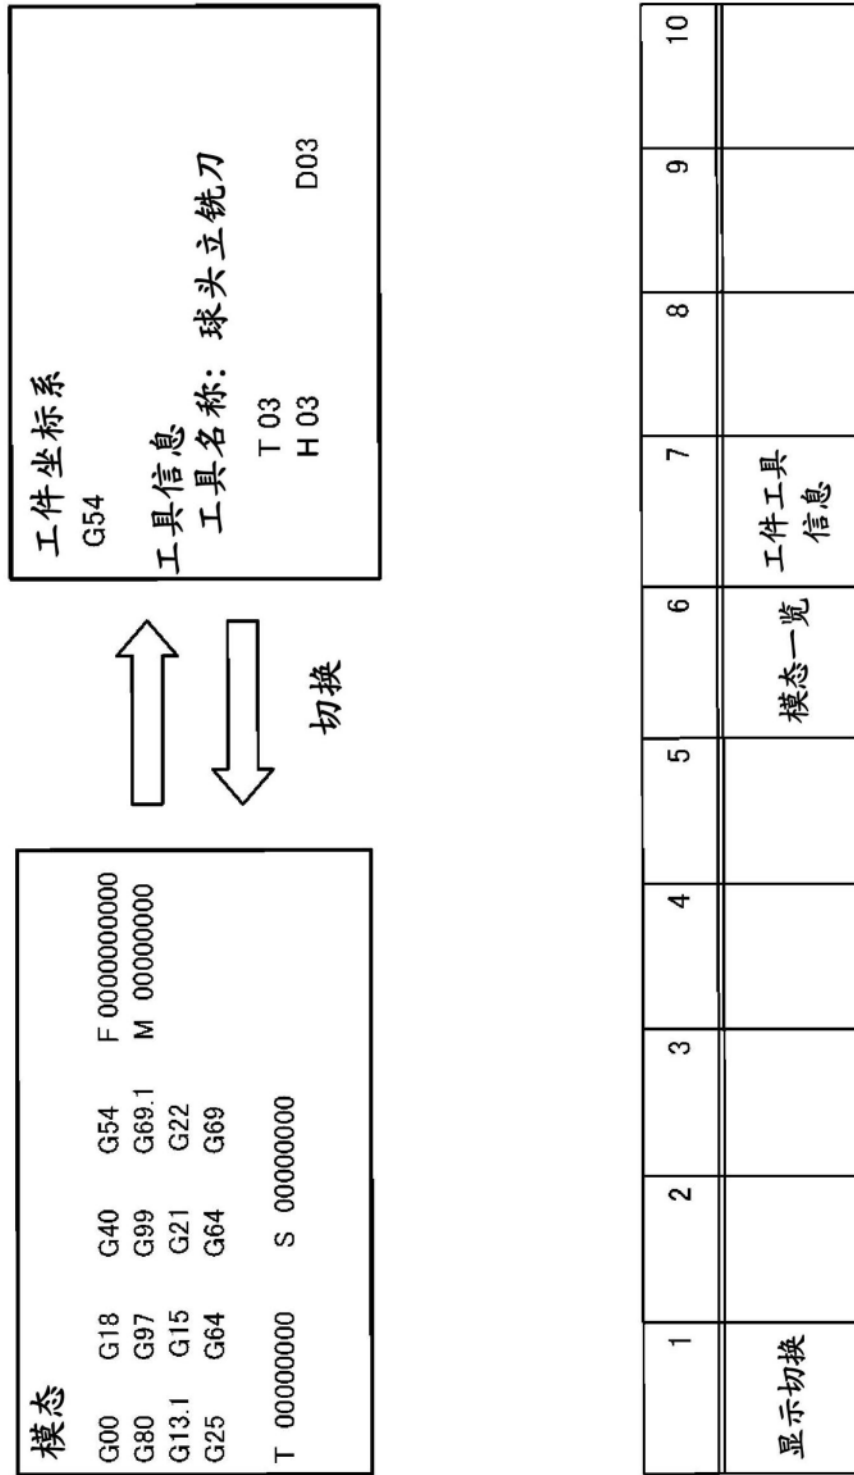 模态
G00 G18 G40 G54 F 0000000000
G80 G97 G99 G69.1 M 00000000
G13.1 G15 G21 G22
G25 G64 G64 G69
T 00000000 S 00000000
切换
工件坐标系
G54
工具信息
工具名称：球头立铣刀
T 03
H 03 D03
1 2 3 4 5 6 7 8 9 10
显示切换 模态一览 工件工具
信息